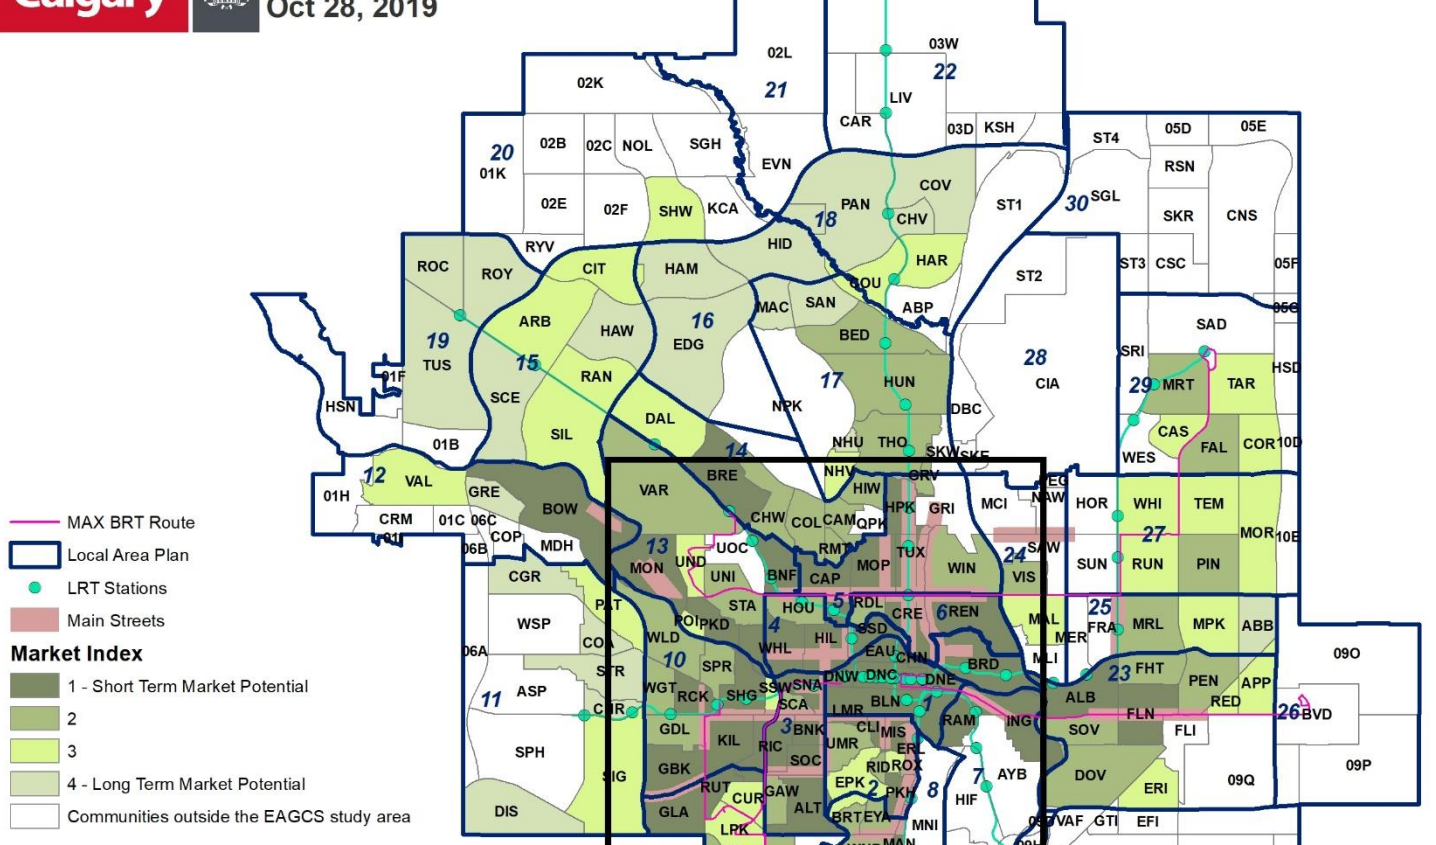 Calgary
Oct 28, 2019
02L
03W
22
02K
21
LIV
CAR
03D
KSH
05D
05E
ST4
20
02B
02C
NOL
SGH
01K
EVN
RSN
02E
02F
SHW
KCA
18
PAN
COV
CHV
ST1
30
SGL
SKR
CNS
RYV
HID
ROC
ROY
CIT
HAM
HAR
COU
ST2
ST3
CSC
05F
ABP
MAC
SAN
05G
ARB
HAW
16
EDG
BED
SAD
19
TUS
15
SRI
28
CIA
HSD
01F
RAN
17
HUN
29
MRT
TAR
HSN
SCE
NPK
DBC
DAL
CAS
01B
SIL
14
NHU
THO
SKW
SKE
WES
FAL
COR
10D
12
VAL
GRE
BRE
NHV
VAR
HIW
GRV
01H
BOW
HPK
GRI
MCI
NAW
HOR
WHI
TEM
CRM
01C
06C
CHW
COL
CAM
QPK
27
MOR
10E
06B
COP
MDH
13
UOC
RMT
TUX
24
SAW
MON
UND
UNI
BNF
CAP
MOP
WIN
VIS
SUN
RUN
PIN
CGR
PAT
STA
HOU
5
RDL
CRE
6
REN
MAL
25
FRA
MRL
MPK
ABB
WSP
POI
PKD
4
HIL
SSD
MER
06A
COA
WLD
WHL
EAU
CHN
MLI
09O
STR
10
SPR
BRD
23
FHT
11
ASP
WGT
RCK
SHG
SSW
SNA
DNW
DNC
DNE
ALB
PEN
APP
RED
CHR
SCA
BLN
1
LMR
RAM
ING
FLN
26
BVD
GDL
3
BNK
CLI
MIS
SOV
FLI
SPH
KIL
RIC
UMR
ERL
SOC
RID
ROX
GBK
AYB
DOV
09Q
09P
SIG
EPK
2
PKH
8
7
HIF
ERI
RUT
CUR
GAW
DIS
GLA
ALT
BRT
EYA
LPK
MNI
VAF
GTI
EFI
MAN
MAX BRT Route
Local Area Plan
LRT Stations
Main Streets
Market Index
1 - Short Term Market Potential
2
3
4 - Long Term Market Potential
Communities outside the EAGCS study area